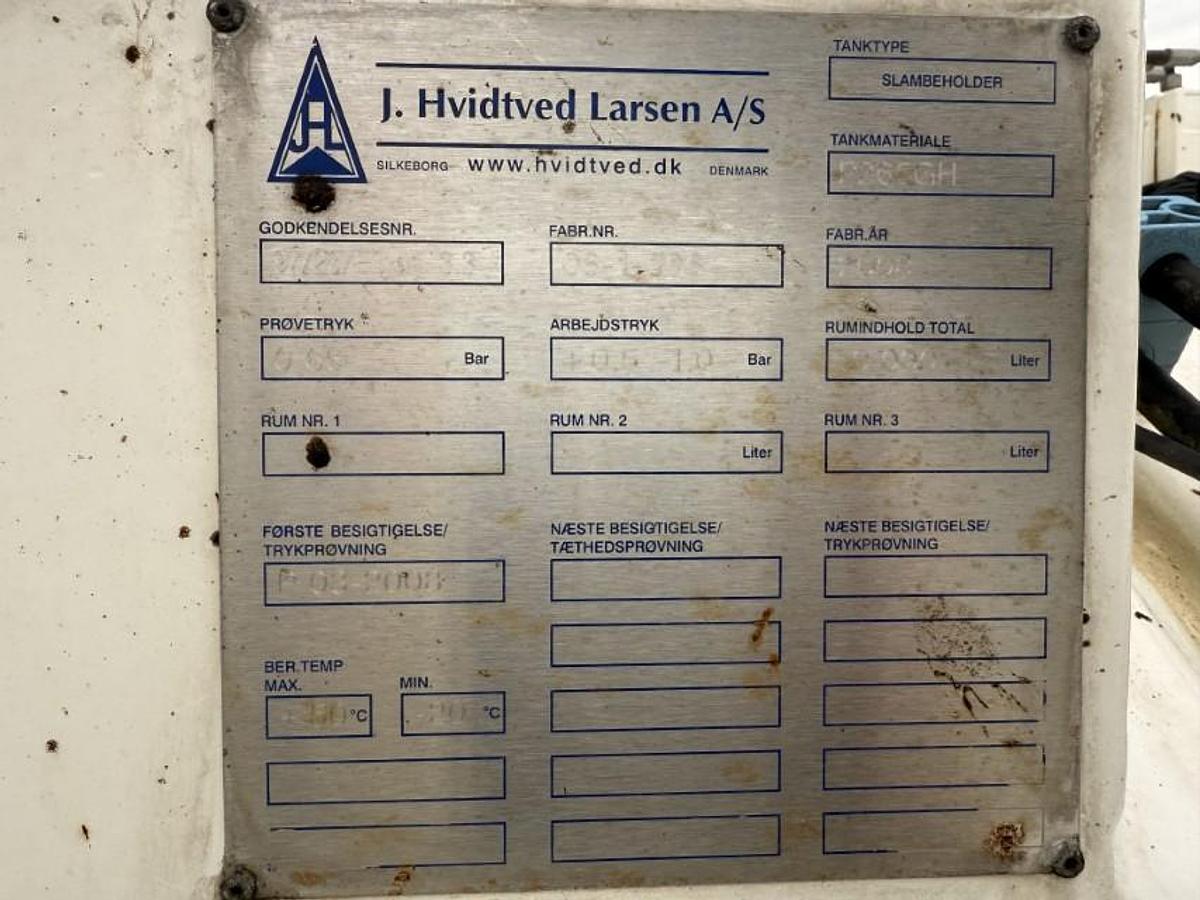 JHL
J. Hvidtved Larsen A/S
SILKEBORG www.hvidtved.dk DENMARK
TANKTYPE
SLAMBEHOLDER
TANKMATERIALE
GODKENDELSESNR.
FABR.NR.
FABR.ÅR
PRØVETRYK
Bar
ARBEJDSTRYK
Bar
RUMINDHOLD TOTAL
Liter
RUM NR. 1
RUM NR. 2
Liter
RUM NR. 3
Liter
FØRSTE BESIGTIGELSE/
TRYKPRØVNING
NÆSTE BESIGTIGELSE/
TÆTHEDSPRØVNING
NÆSTE BESIGTIGELSE/
TRYKPRØVNING
BER.TEMP
MAX.
°C
MIN.
°C